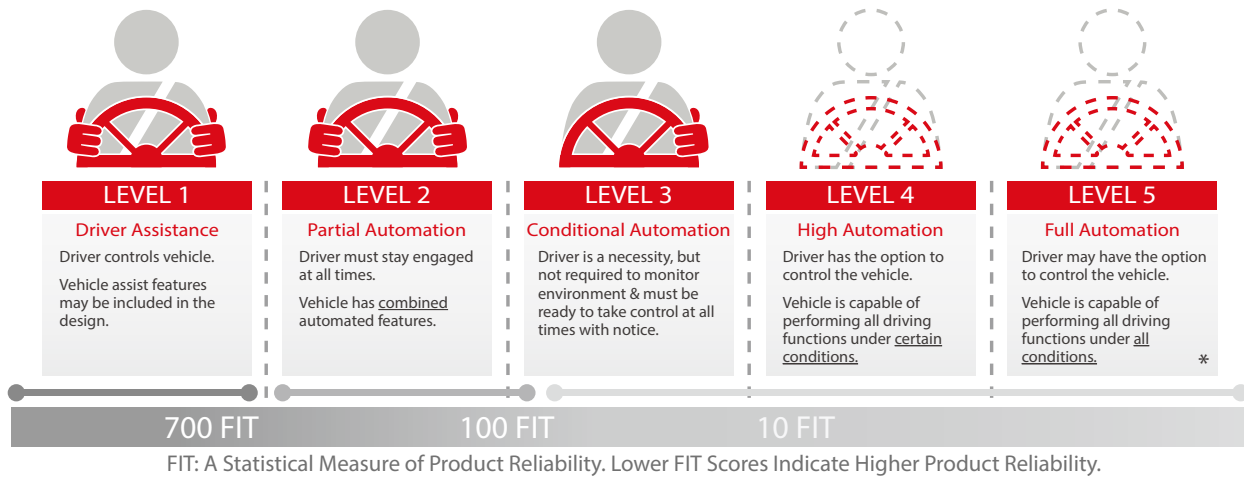 LEVEL 1
Driver Assistance
Driver controls vehicle.
Vehicle assist features
may be included in the
design.
LEVEL 2
Partial Automation
Driver must stay engaged
at all times.
Vehicle has combined
automated features.
LEVEL 3
Conditional Automation
Driver is a necessity, but
not required to monitor
environment & must be
ready to take control at all
times with notice.
LEVEL 4
High Automation
Driver has the option to
control the vehicle.
Vehicle is capable of
performing all driving
functions under certain
conditions.
LEVEL 5
Full Automation
Driver may have the option
to control the vehicle.
Vehicle is capable of
performing all driving
functions under all
conditions. *
700 FIT
100 FIT
10 FIT
FIT: A Statistical Measure of Product Reliability. Lower FIT Scores Indicate Higher Product Reliability.